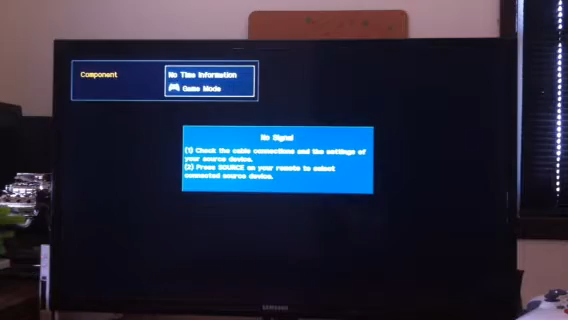 Component
No Time Information
Game Mode
No Signal
(1) Check the cable connections and the settings of
your source device.
(2) Press SOURCE on your remote to select
connected source device.
SAMSUNG